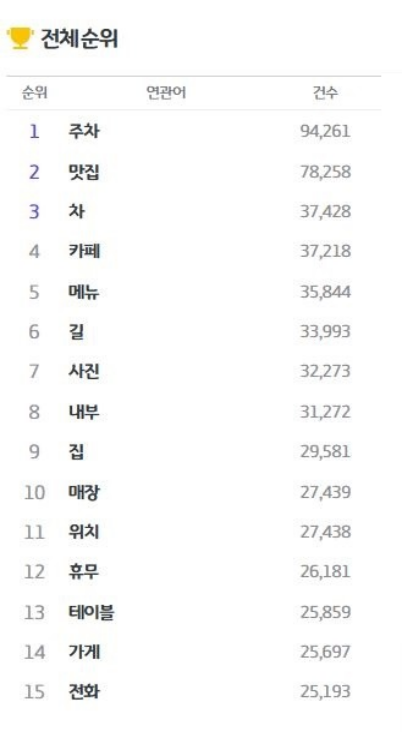 전체순위
순위 연관어 건수
1 주차 94,261
2 맛집 78,258
3 차 37,428
4 카페 37,218
5 메뉴 35,844
6 길 33,993
7 사진 32,273
8 내부 31,272
9 집 29,581
10 매장 27,439
11 위치 27,438
12 휴무 26,181
13 테이블 25,859
14 가게 25,697
15 전화 25,193